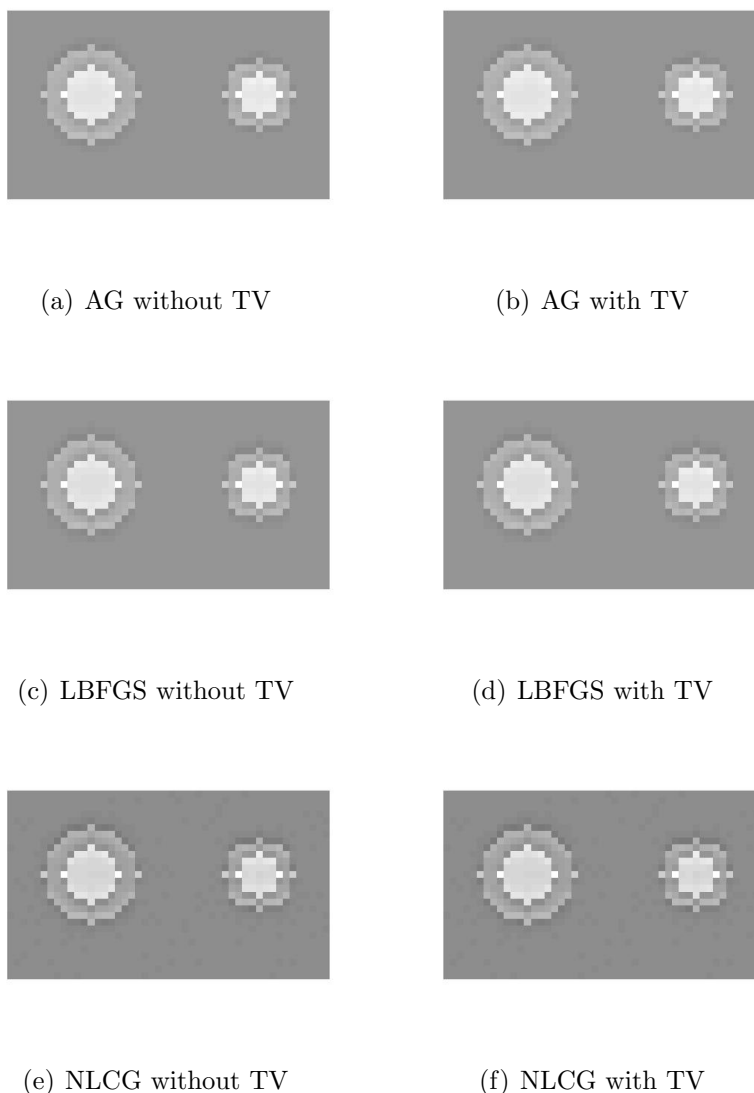 (a) AG without TV
(b) AG with TV
(c) LBFGS without TV
(d) LBFGS with TV
(e) NLCG without TV
(f) NLCG with TV